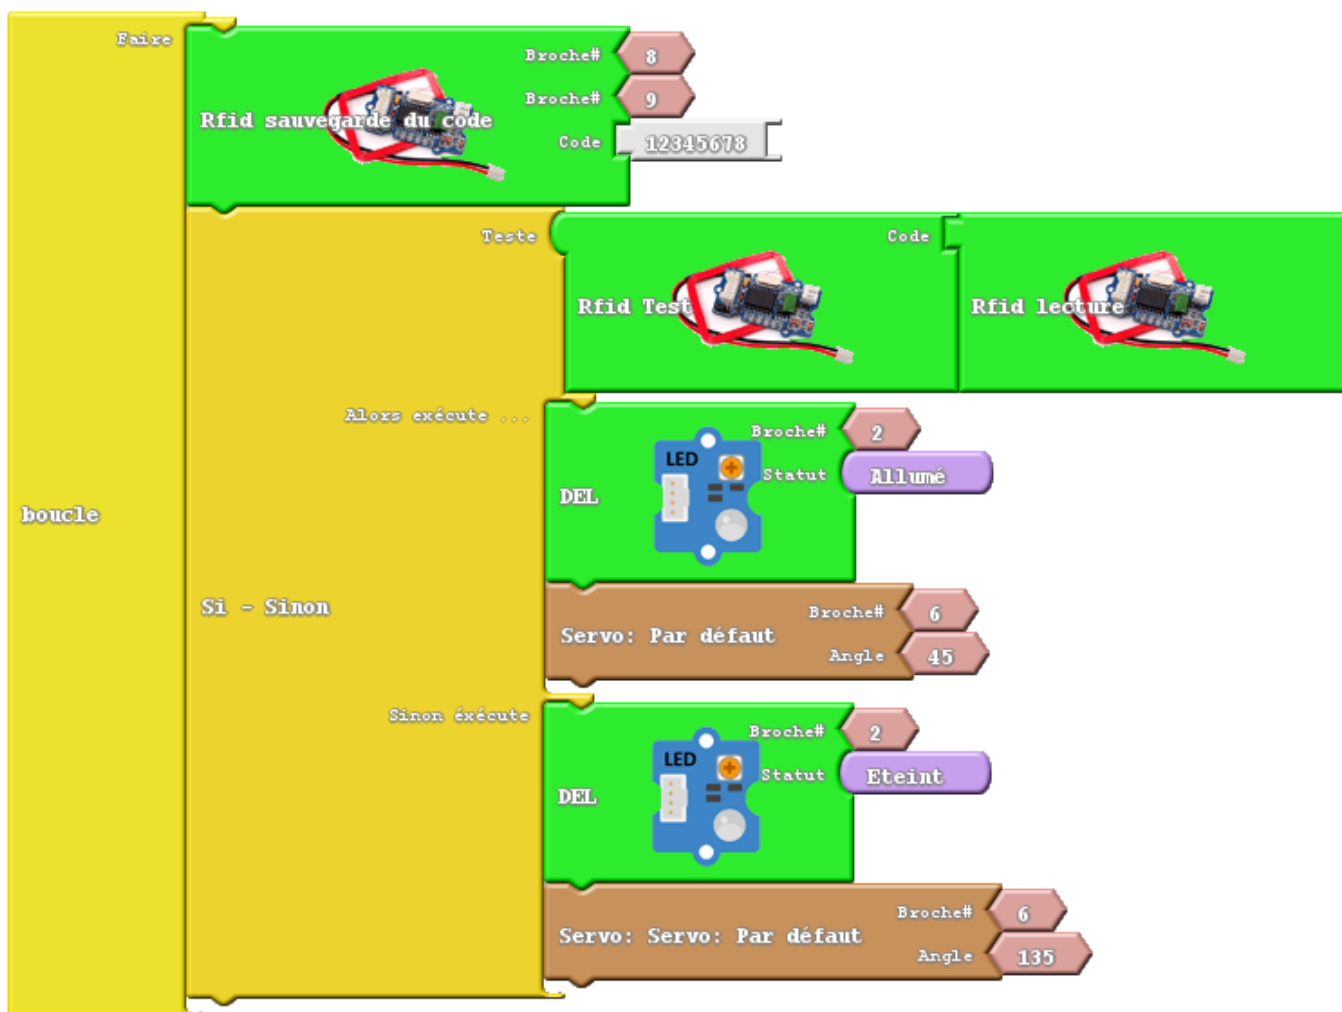 Faire
Broche# 8
Broche# 9
Rfid sauvegarde du code
Code 12345678
Teste
Code
Rfid Test
Rfid lecture
Alors exécute ...
Broche# 2
LED
Statut Allumé
DEL
boucle
Si - Sinon
Broche# 6
Servo: Par défaut
Angle 45
Sinon éxécute
Broche# 2
LED
Statut Eteint
DEL
Broche# 6
Servo: Servo: Par défaut
Angle 135